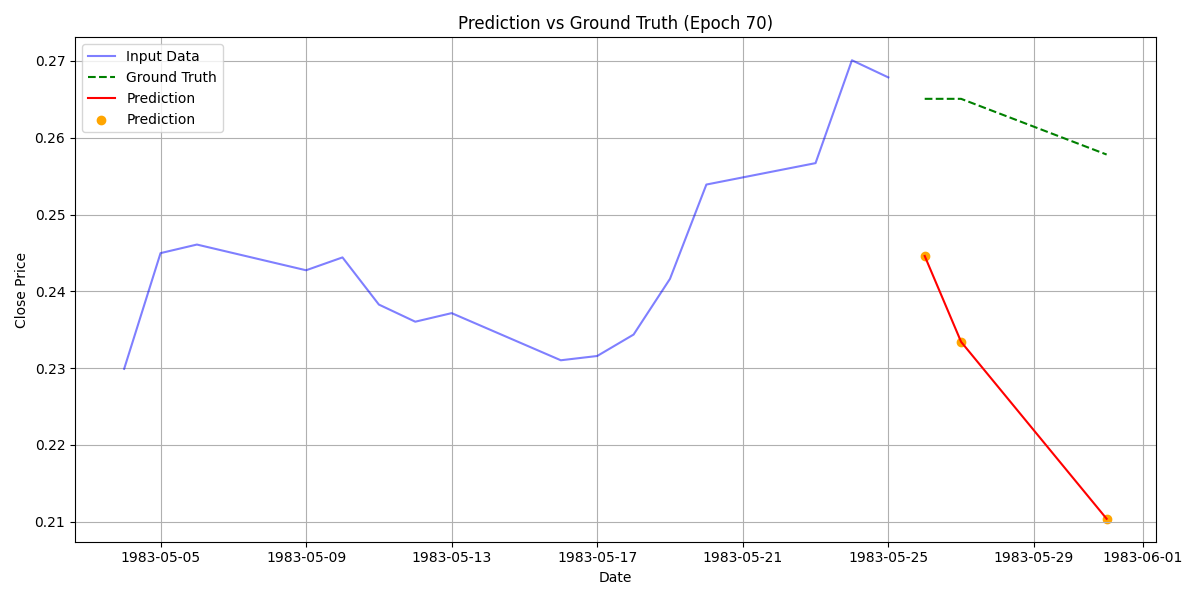 Prediction vs Ground Truth (Epoch 70)
Input Data
Ground Truth
Prediction
Prediction
Close Price
0.27
0.26
0.25
0.24
0.23
0.22
0.21
1983-05-05
1983-05-09
1983-05-13
1983-05-17
1983-05-21
1983-05-25
1983-05-29
1983-06-01
Date